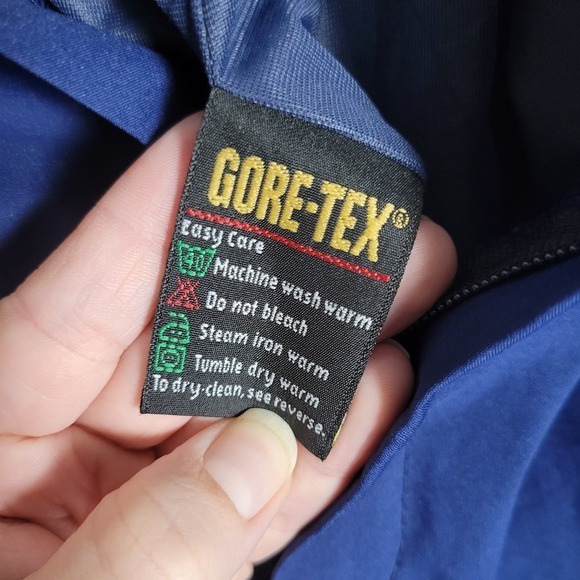 GORE-TEX®
Easy Care
40 Machine wash warm
Do not bleach
Steam iron warm
Tumble dry warm
To dry-clean, see reverse.